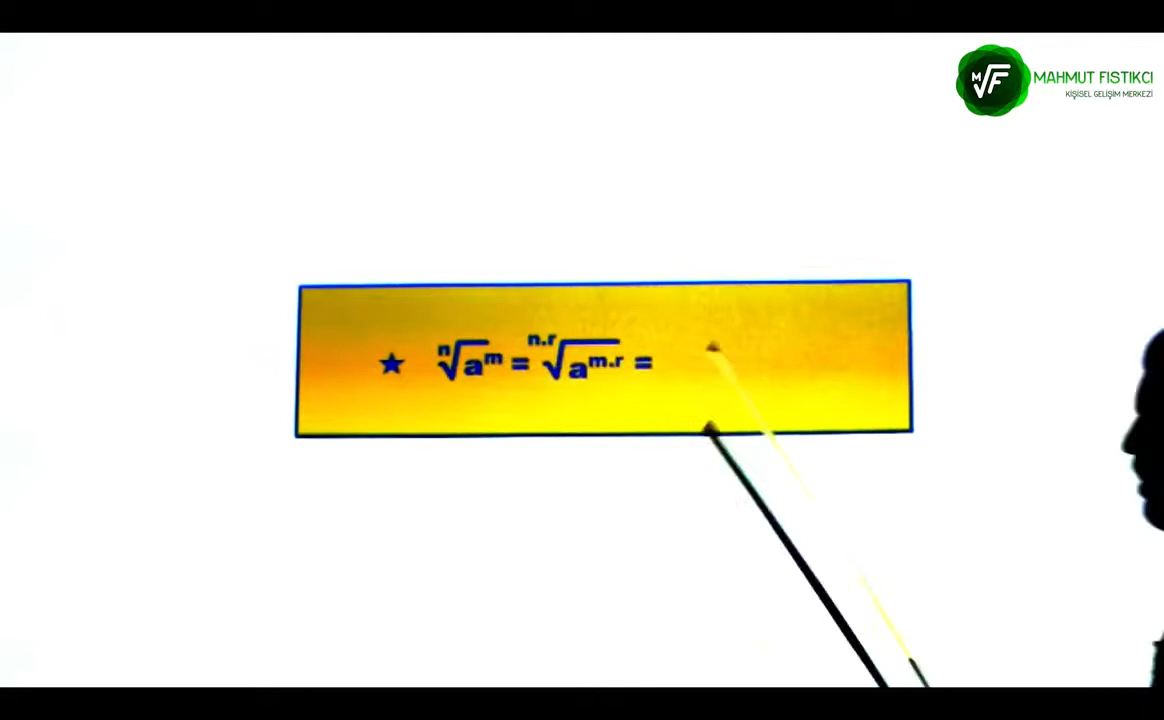 MAHMUT FISTIKCI
KİŞİSEL GELİŞİM MERKEZİ
M√F
★ ⁿ√aᵐ = ⁿ·ʳ√aᵐ·ʳ =